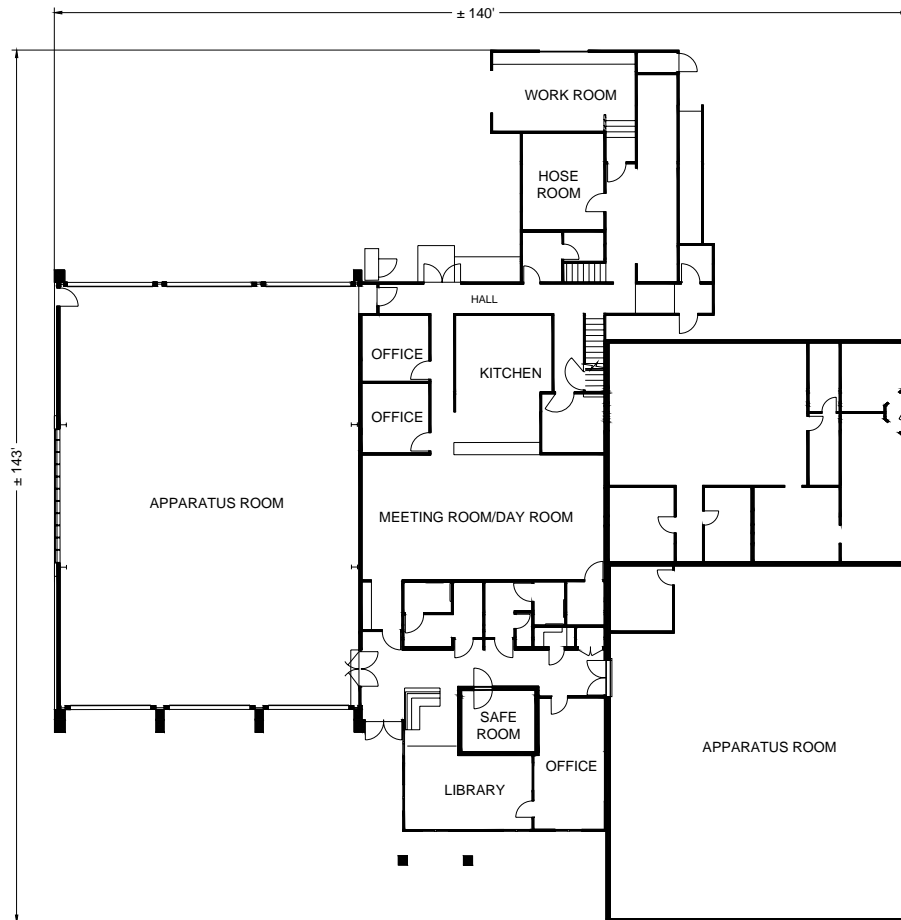 ± 140'
WORK ROOM
HOSE
ROOM
HALL
OFFICE
KITCHEN
OFFICE
± 143'
APPARATUS ROOM
MEETING ROOM/DAY ROOM
SAFE
ROOM
APPARATUS ROOM
OFFICE
LIBRARY